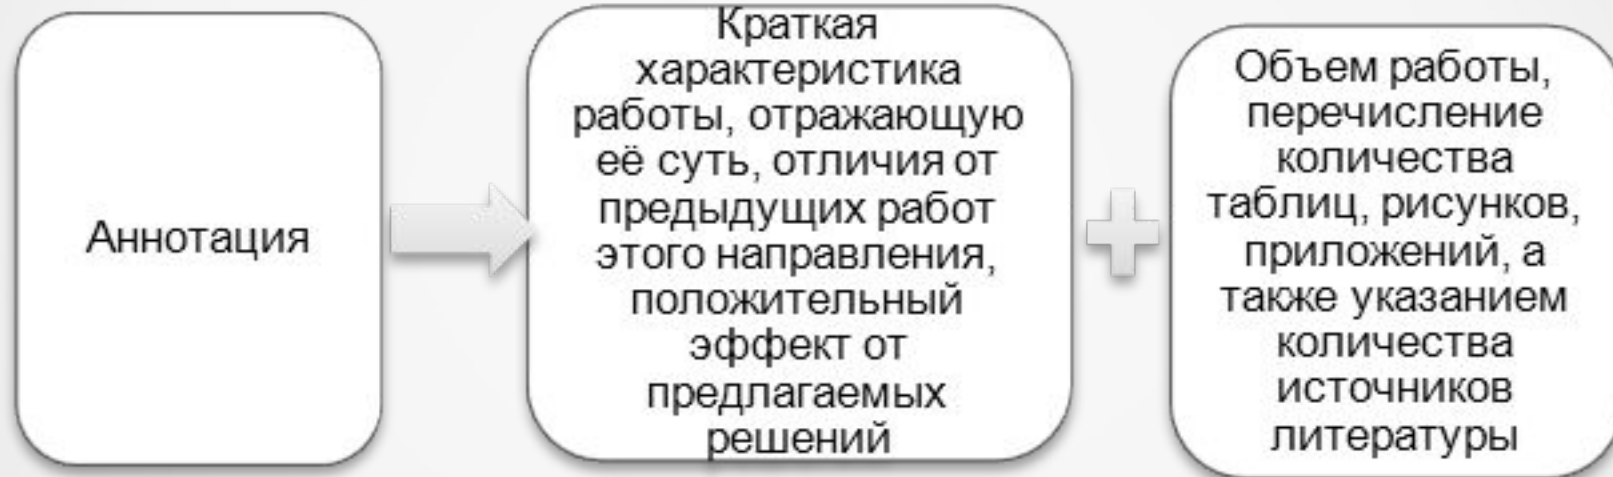 Аннотация
Краткая
характеристика
работы, отражающую
её суть, отличия от
предыдущих работ
этого направления,
положительный
эффект от
предлагаемых
решений
Объем работы,
перечисление
количества
таблиц, рисунков,
приложений, а
также указанием
количества
источников
литературы